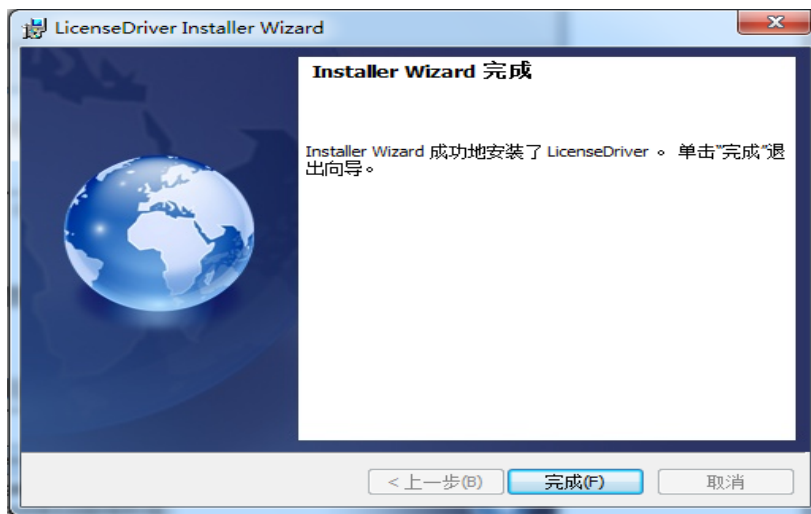 LicenseDriver Installer Wizard
Installer Wizard 完成
Installer Wizard 成功地安装了 LicenseDriver 。 单击"完成"退
出向导。
<上一步(B)
完成(F)
取消